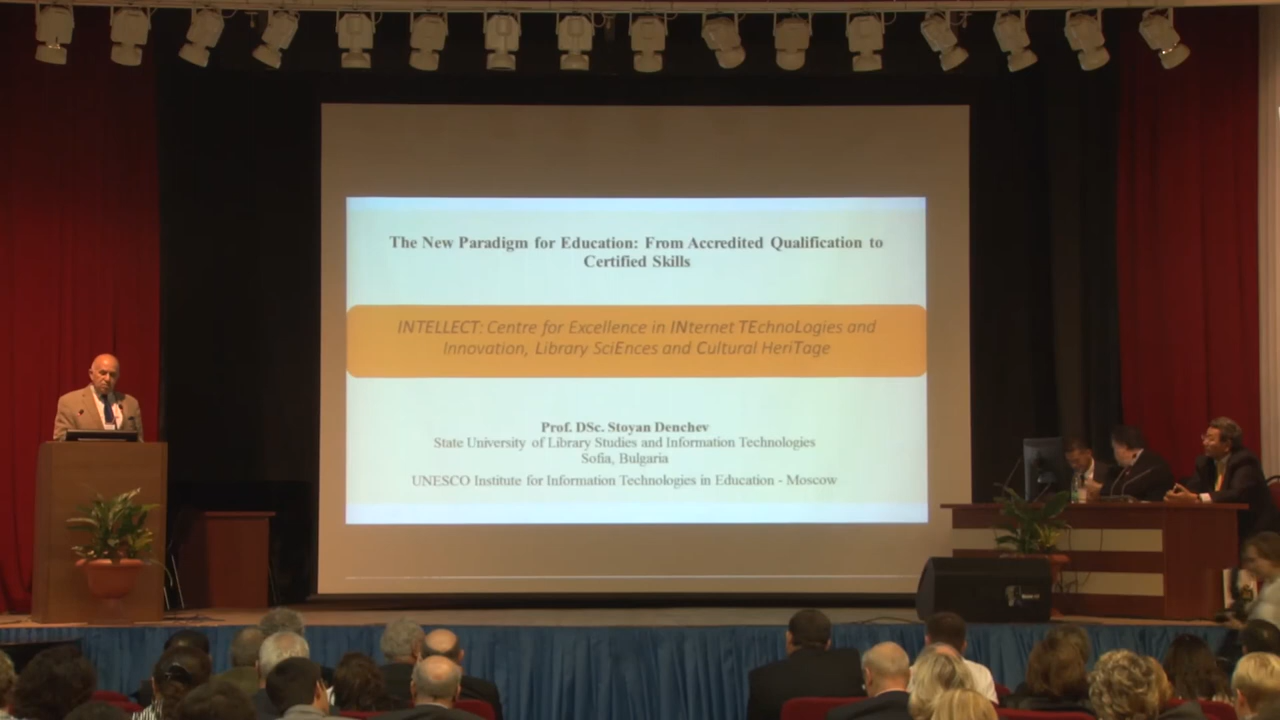 The New Paradigm for Education: From Accredited Qualification to
Certified Skills
INTELLECT: Centre for Excellence in INternet TEchnoLogies and
Innovation, Library SciEnces and Cultural HeriTage
Prof. DSc. Stoyan Denchev
State University of Library Studies and Information Technologies
Sofia, Bulgaria
UNESCO Institute for Information Technologies in Education - Moscow